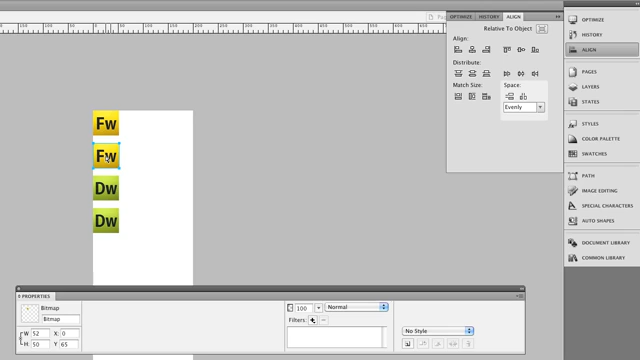 OPTIMIZE HISTORY ALIGN
Relative To Object
Align:
Distribute:
Match Size: Space:
Evenly
OPTIMIZE
HISTORY
ALIGN
PAGES
LAYERS
STATES
STYLES
COLOR PALETTE
SWATCHES
PATH
IMAGE EDITING
SPECIAL CHARACTERS
AUTO SHAPES
DOCUMENT LIBRARY
COMMON LIBRARY
Fw
Fw
Dw
Dw
PROPERTIES
Bitmap
Bitmap
W 52 X: 0
H: 50 Y: 65
100 Normal
Filters:
No Style